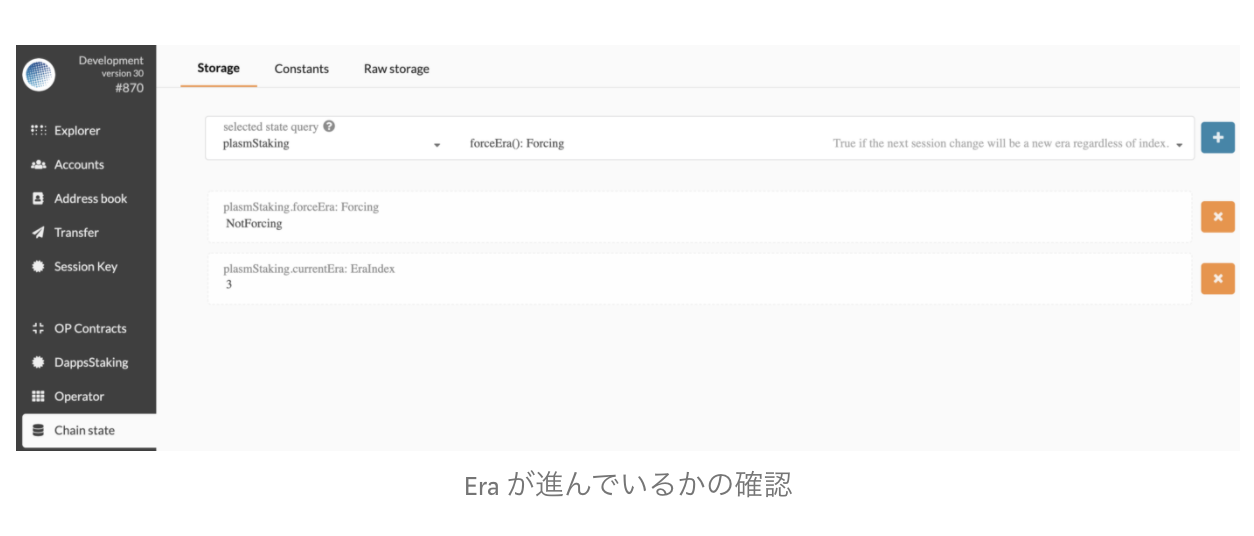 Development
version 30
#870
Explorer
Accounts
Address book
Transfer
Session Key
OP Contracts
DappsStaking
Operator
Chain state
Storage Constants Raw storage
selected state query
plasmStaking forceEra(): Forcing True if the next session change will be a new era regardless of index.
plasmStaking.forceEra: Forcing
NotForcing
plasmStaking.currentEra: EraIndex
3
Era が進んでいるかの確認